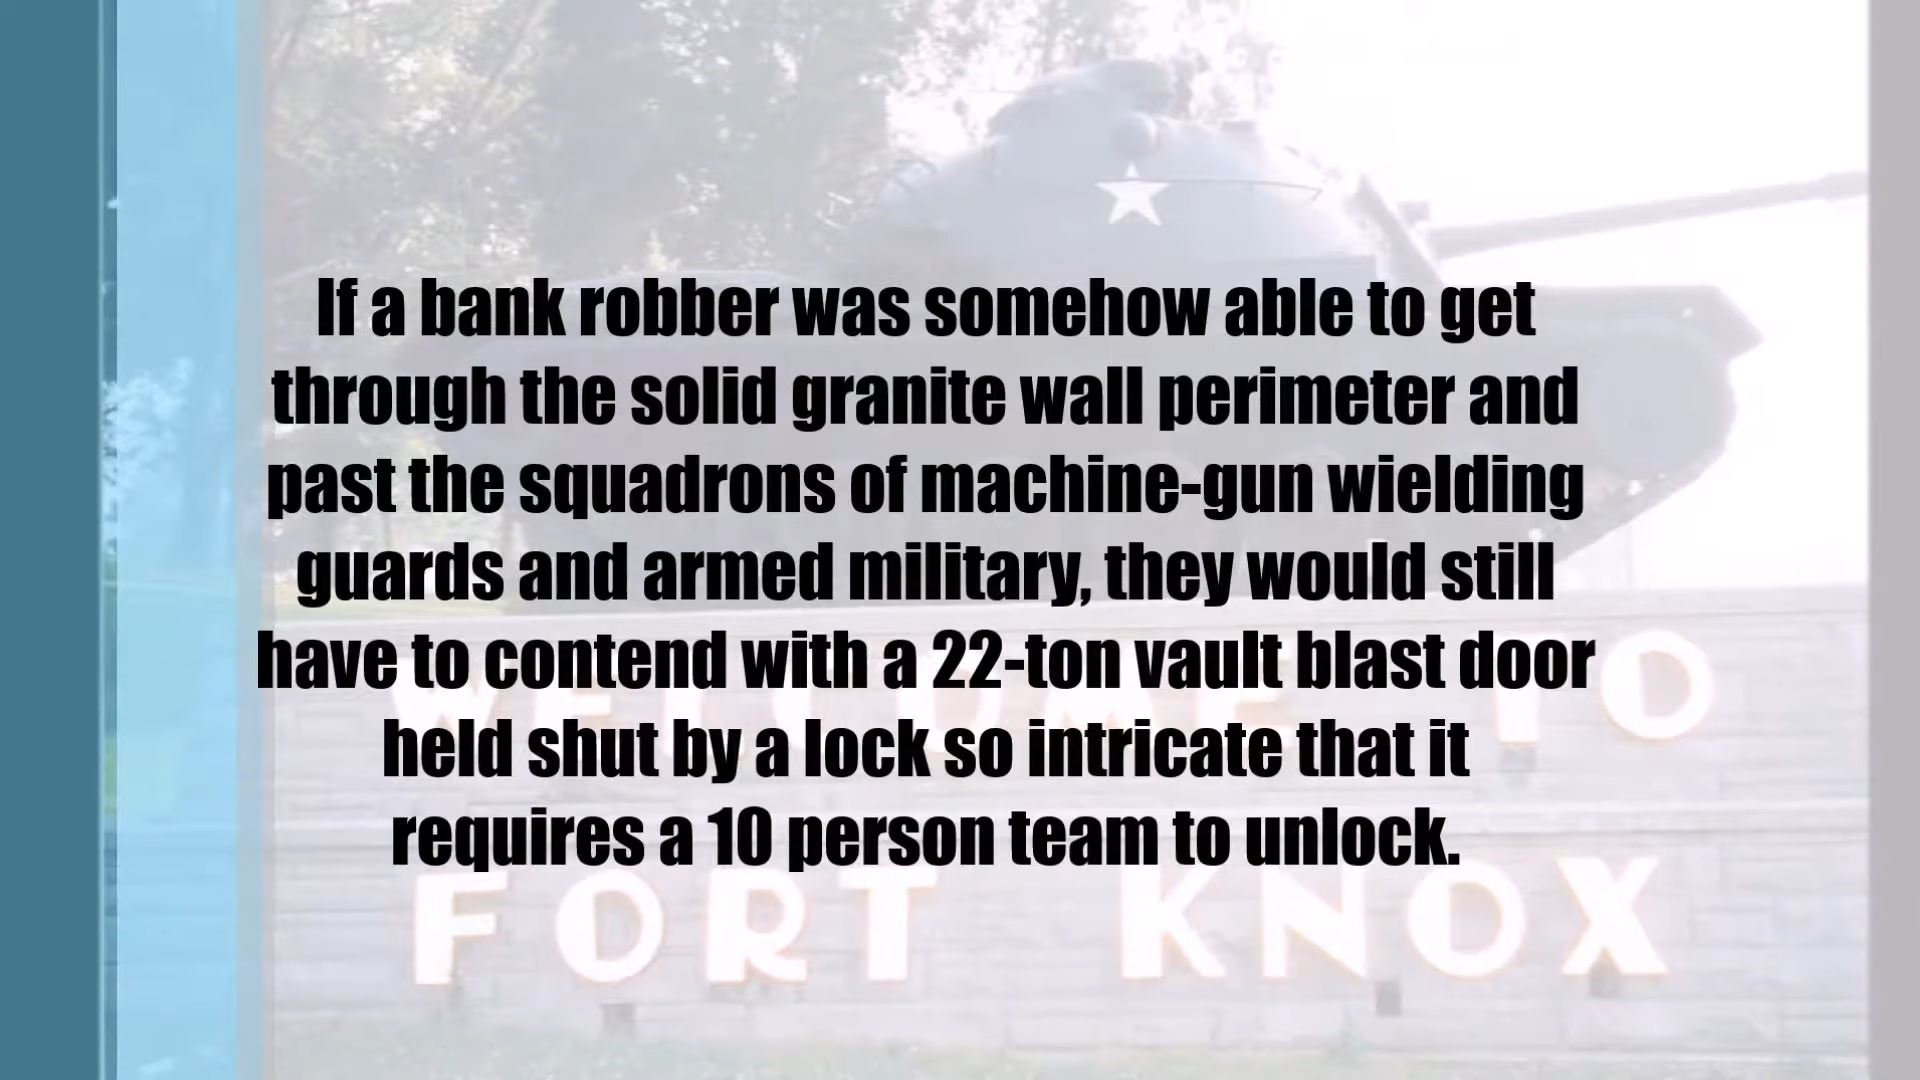 If a bank robber was somehow able to get
through the solid granite wall perimeter and
past the squadrons of machine-gun wielding
guards and armed military, they would still
have to contend with a 22-ton vault blast door
held shut by a lock so intricate that it
requires a 10 person team to unlock.
WELCOME TO
FORT KNOX